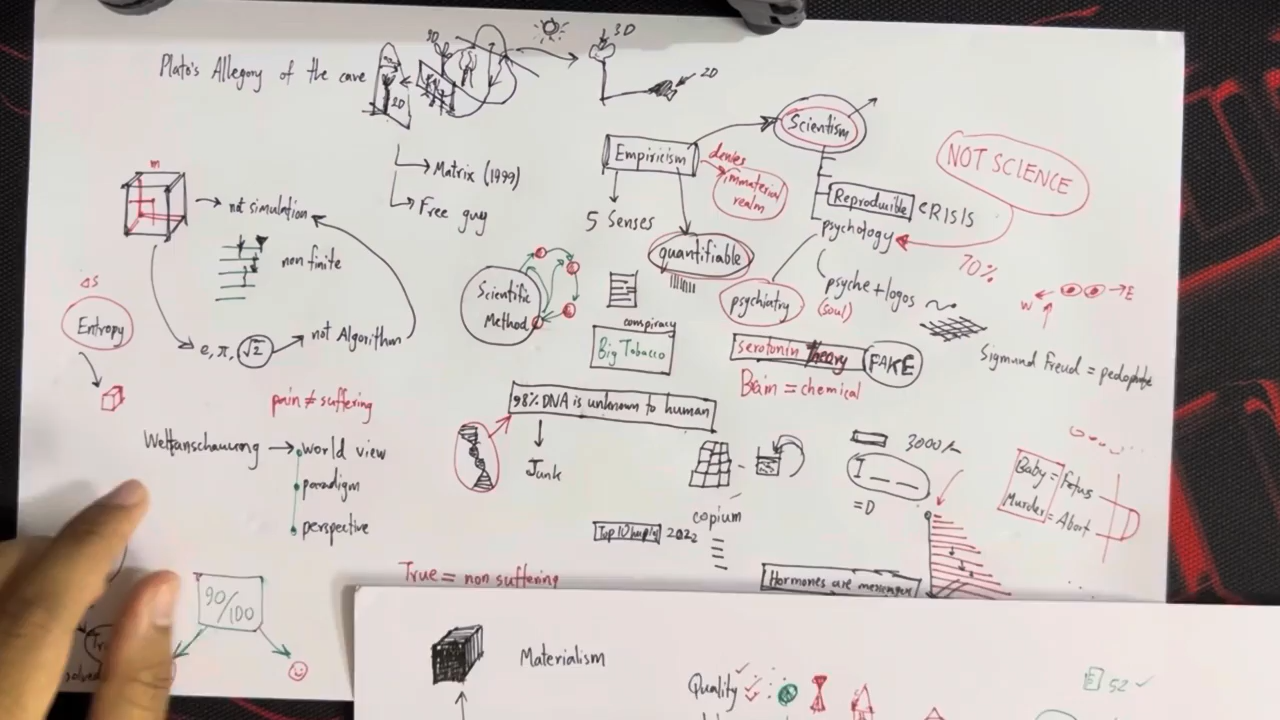 Plato's Allegory of the cave
2D
3D
3D
2D
Matrix (1999)
Free guy
Empiricism
denies
immaterial
realm
5 Senses
quantifiable
Scientism
Reproducible CRISIS
psychology
NOT SCIENCE
70%
psyche + logos
(soul)
psychiatry
serotonin theory FAKE
Brain = chemical
W
E
Sigmund Freud = pedophile
m
not simulation
non finite
e, π, √2
not Algorithm
ΔS
Entropy
Scientific
Method
conspiracy
Big Tobacco
pain ≠ suffering
Weltanschauung
world view
paradigm
perspective
98% DNA is unknown to human
Junk
copium
2022
= D
Baby = Fetus
Murder = Abort
Hormones are messenger
True = non suffering
90/100
solved
Materialism
Quality
52